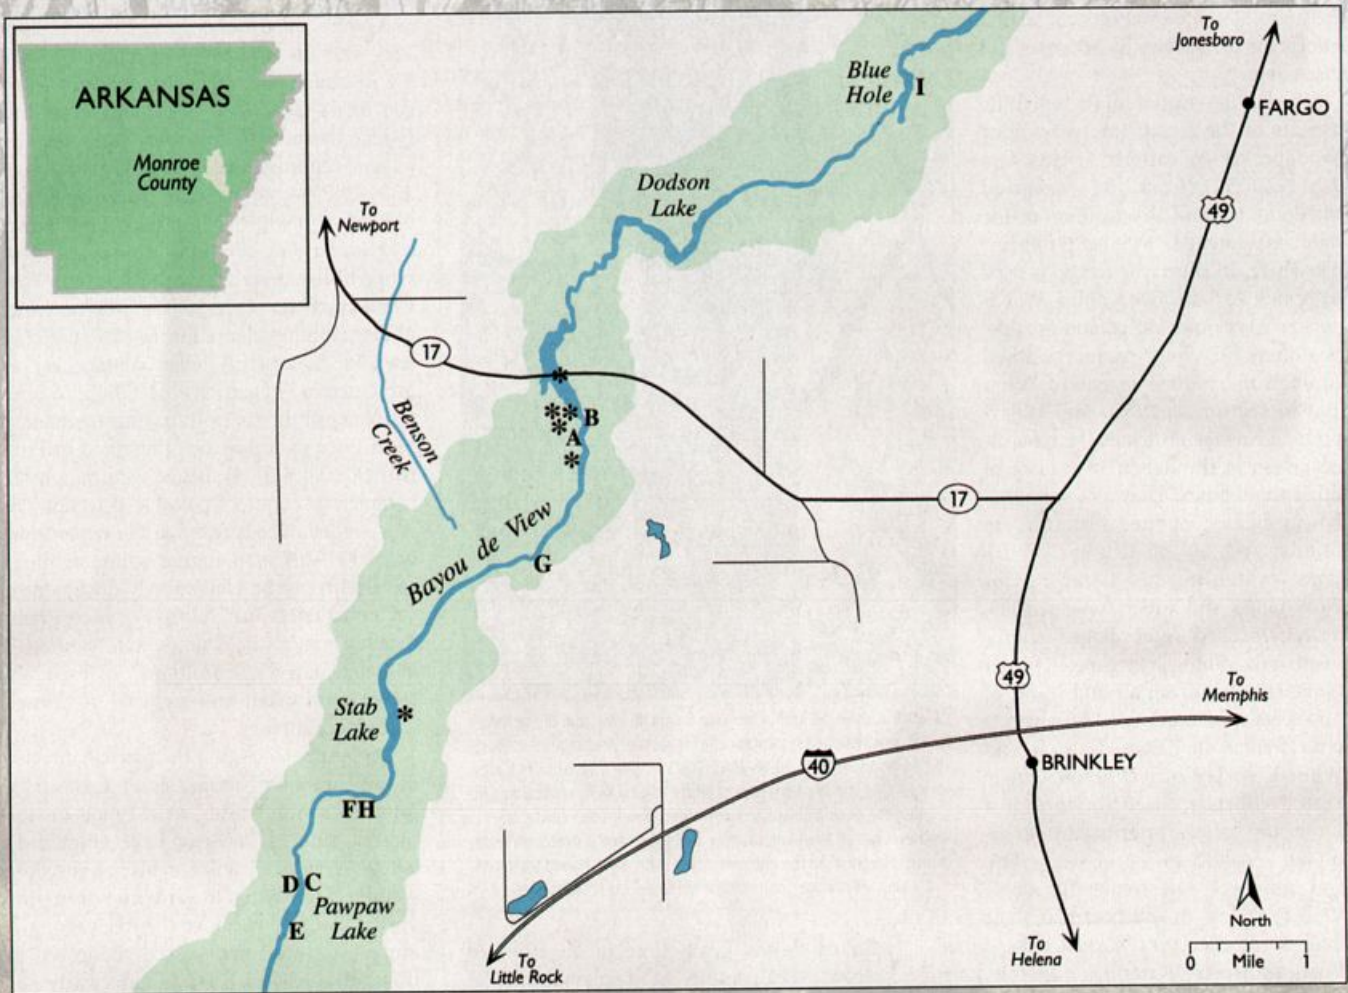 ARKANSAS
Monroe
County
To
Newport
To
Jonesboro
FARGO
Blue
Hole
I
Dodson
Lake
49
17
Benson
Creek
*
**
*
B
A
*
17
Bayou de View
G
49
Stab
Lake
*
To
Memphis
40
BRINKLEY
FH
D C
Pawpaw
Lake
E
To
Little Rock
To
Helena
North
0 Mile 1